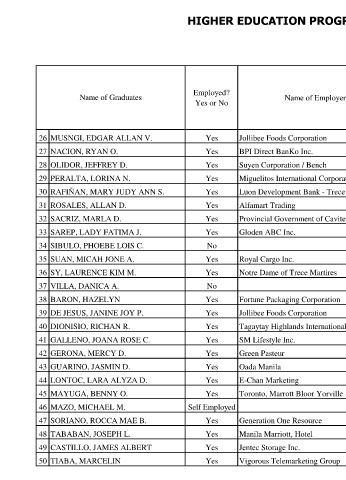 HIGHER EDUCATION PROGR
Name of Graduates Employed? Yes or No Name of Employer
26 MUSNGI, EDGAR ALLAN V. Yes Jollibee Foods Corporation
27 NACION, RYAN O. Yes BPI Direct BanKo Inc.
28 OLIDOR, JEFFREY D. Yes Suyen Corporation / Bench
29 PERALTA, LORINA N. Yes Miguelitos International Corpora
30 RAFIÑAN, MARY JUDY ANN S. Yes Luon Development Bank - Trece
31 ROSALES, ALLAN D. Yes Alfamart Trading
32 SACRIZ, MARLA D. Yes Provincial Government of Cavite
33 SAREP, LADY FATIMA J. Yes Gloden ABC Inc.
34 SIBULO, PHOEBE LOIS C. No
35 SUAN, MICAH JONE A. Yes Royal Cargo Inc.
36 SY, LAURENCE KIM M. Yes Notre Dame of Trece Martires
37 VILLA, DANICA A. No
38 BARON, HAZELYN Yes Fortune Packaging Corporation
39 DE JESUS, JANINE JOY P. Yes Jollibee Foods Corporation
40 DIONISIO, RICHAN R. Yes Tagaytay Highlands International
41 GALLENO, JOANA ROSE C. Yes SM Lifestyle Inc.
42 GERONA, MERCY D. Yes Green Pasteur
43 GUARINO, JASMIN D. Yes Oada Manila
44 LONTOC, LARA ALYZA D. Yes E-Chan Marketing
45 MAYUGA, BENNY O. Yes Toronto, Marrott Bloor Yorville
46 MAZO, MICHAEL M. Self Employed
47 SORIANO, ROCCA MAE B. Yes Generation One Resource
48 TABABAN, JOSEPH L. Yes Manila Marriott, Hotel
49 CASTILLO, JAMES ALBERT Yes Jentec Storage Inc.
50 TIABA, MARCELIN Yes Vigorous Telemarketing Group